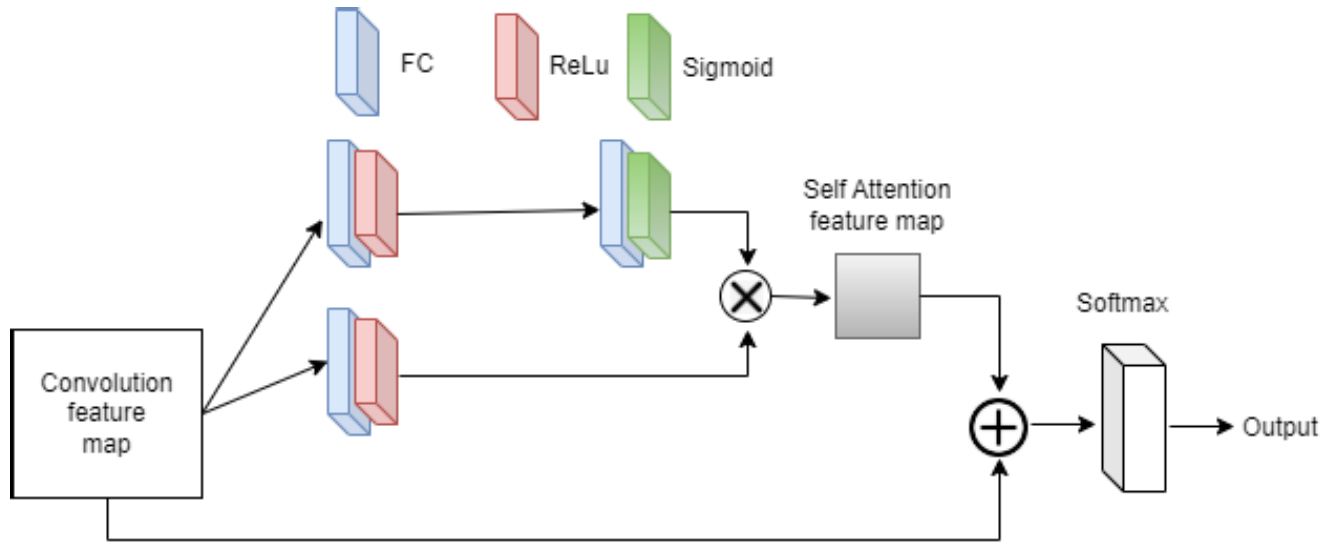 FC
ReLu
Sigmoid
Self Attention
feature map
Softmax
Convolution
feature
map
Output